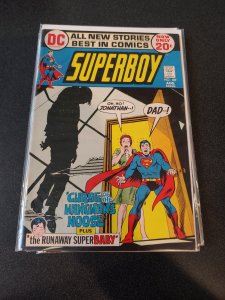 DC
ALL NEW STORIES
BEST IN COMICS
NOW ONLY
20¢
SUPERBOY
OH, NO!
JONATHAN--!
DAD--!
"CURSE OF THE
HANGMAN'S
NOOSE"
PLUS
"the RUNAWAY SUPERBABY"